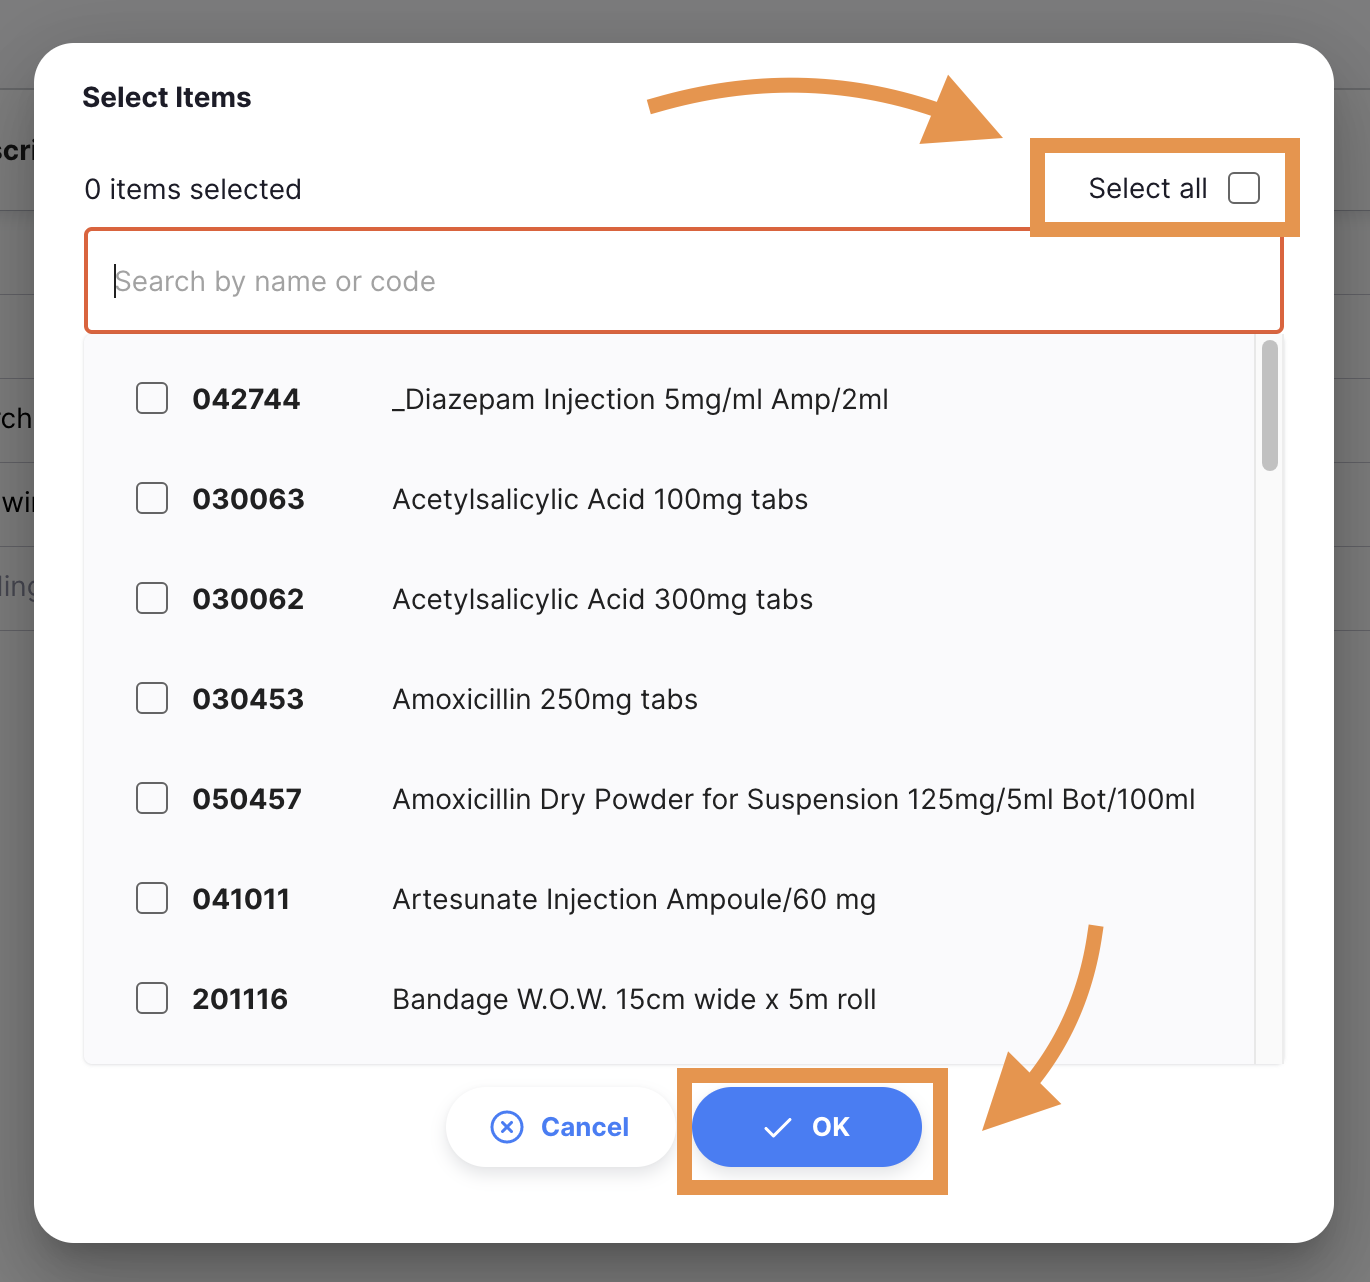 Select Items
0 items selected
Select all
Search by name or code
042744 _Diazepam Injection 5mg/ml Amp/2ml
030063 Acetylsalicylic Acid 100mg tabs
030062 Acetylsalicylic Acid 300mg tabs
030453 Amoxicillin 250mg tabs
050457 Amoxicillin Dry Powder for Suspension 125mg/5ml Bot/100ml
041011 Artesunate Injection Ampoule/60 mg
201116 Bandage W.O.W. 15cm wide x 5m roll
Cancel
OK